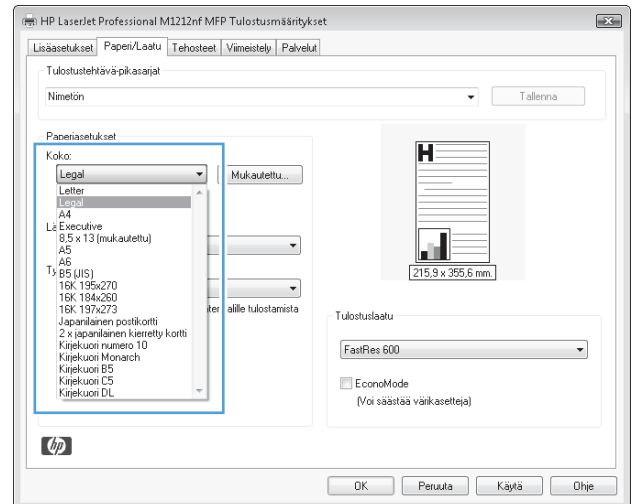 HP LaserJet Professional M1212nf MFP Tulostusmääritykset
Lisäasetukset Paperi/Laatu Tehosteet Viimeistely Palvelut
Tulostustehtävä-pikasarjat
Nimetön Tallenna
Paperiasetukset
Koko:
Legal Mukautettu...
Letter
Legal
A4
Executive
8,5 x 13 (mukautettu)
A5
A6
B5 (JIS)
16K 195x270
16K 184x260
16K 197x273
Japanilainen postikortti
2 x japanilainen kierretty kortti
Kirjekuori numero 10
Kirjekuori Monarch
Kirjekuori B5
Kirjekuori C5
Kirjekuori DL
tulostamista
H
215,9 x 355,6 mm.
Tulostuslaatu
FastRes 600
EconoMode
(Voi säästää värikasetteja)
hp
OK Peruuta Käytä Ohje